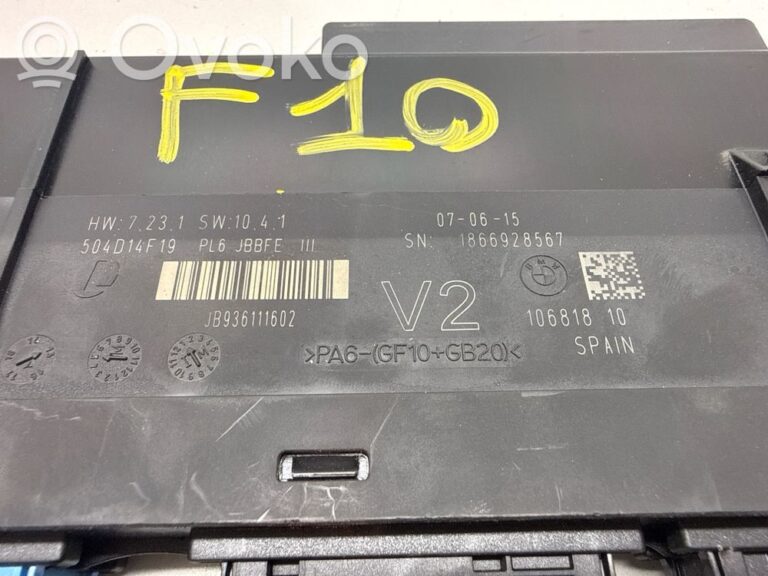 Ovoko
F10
HW:7.23.1 SW:10.4.1
07-06-15
504D14F19 PL6 JBBFE III
SN: 1866928567
BMW
JB936111602
V2
106818 10
>PA6-(GF10+GB20)<
SPAIN